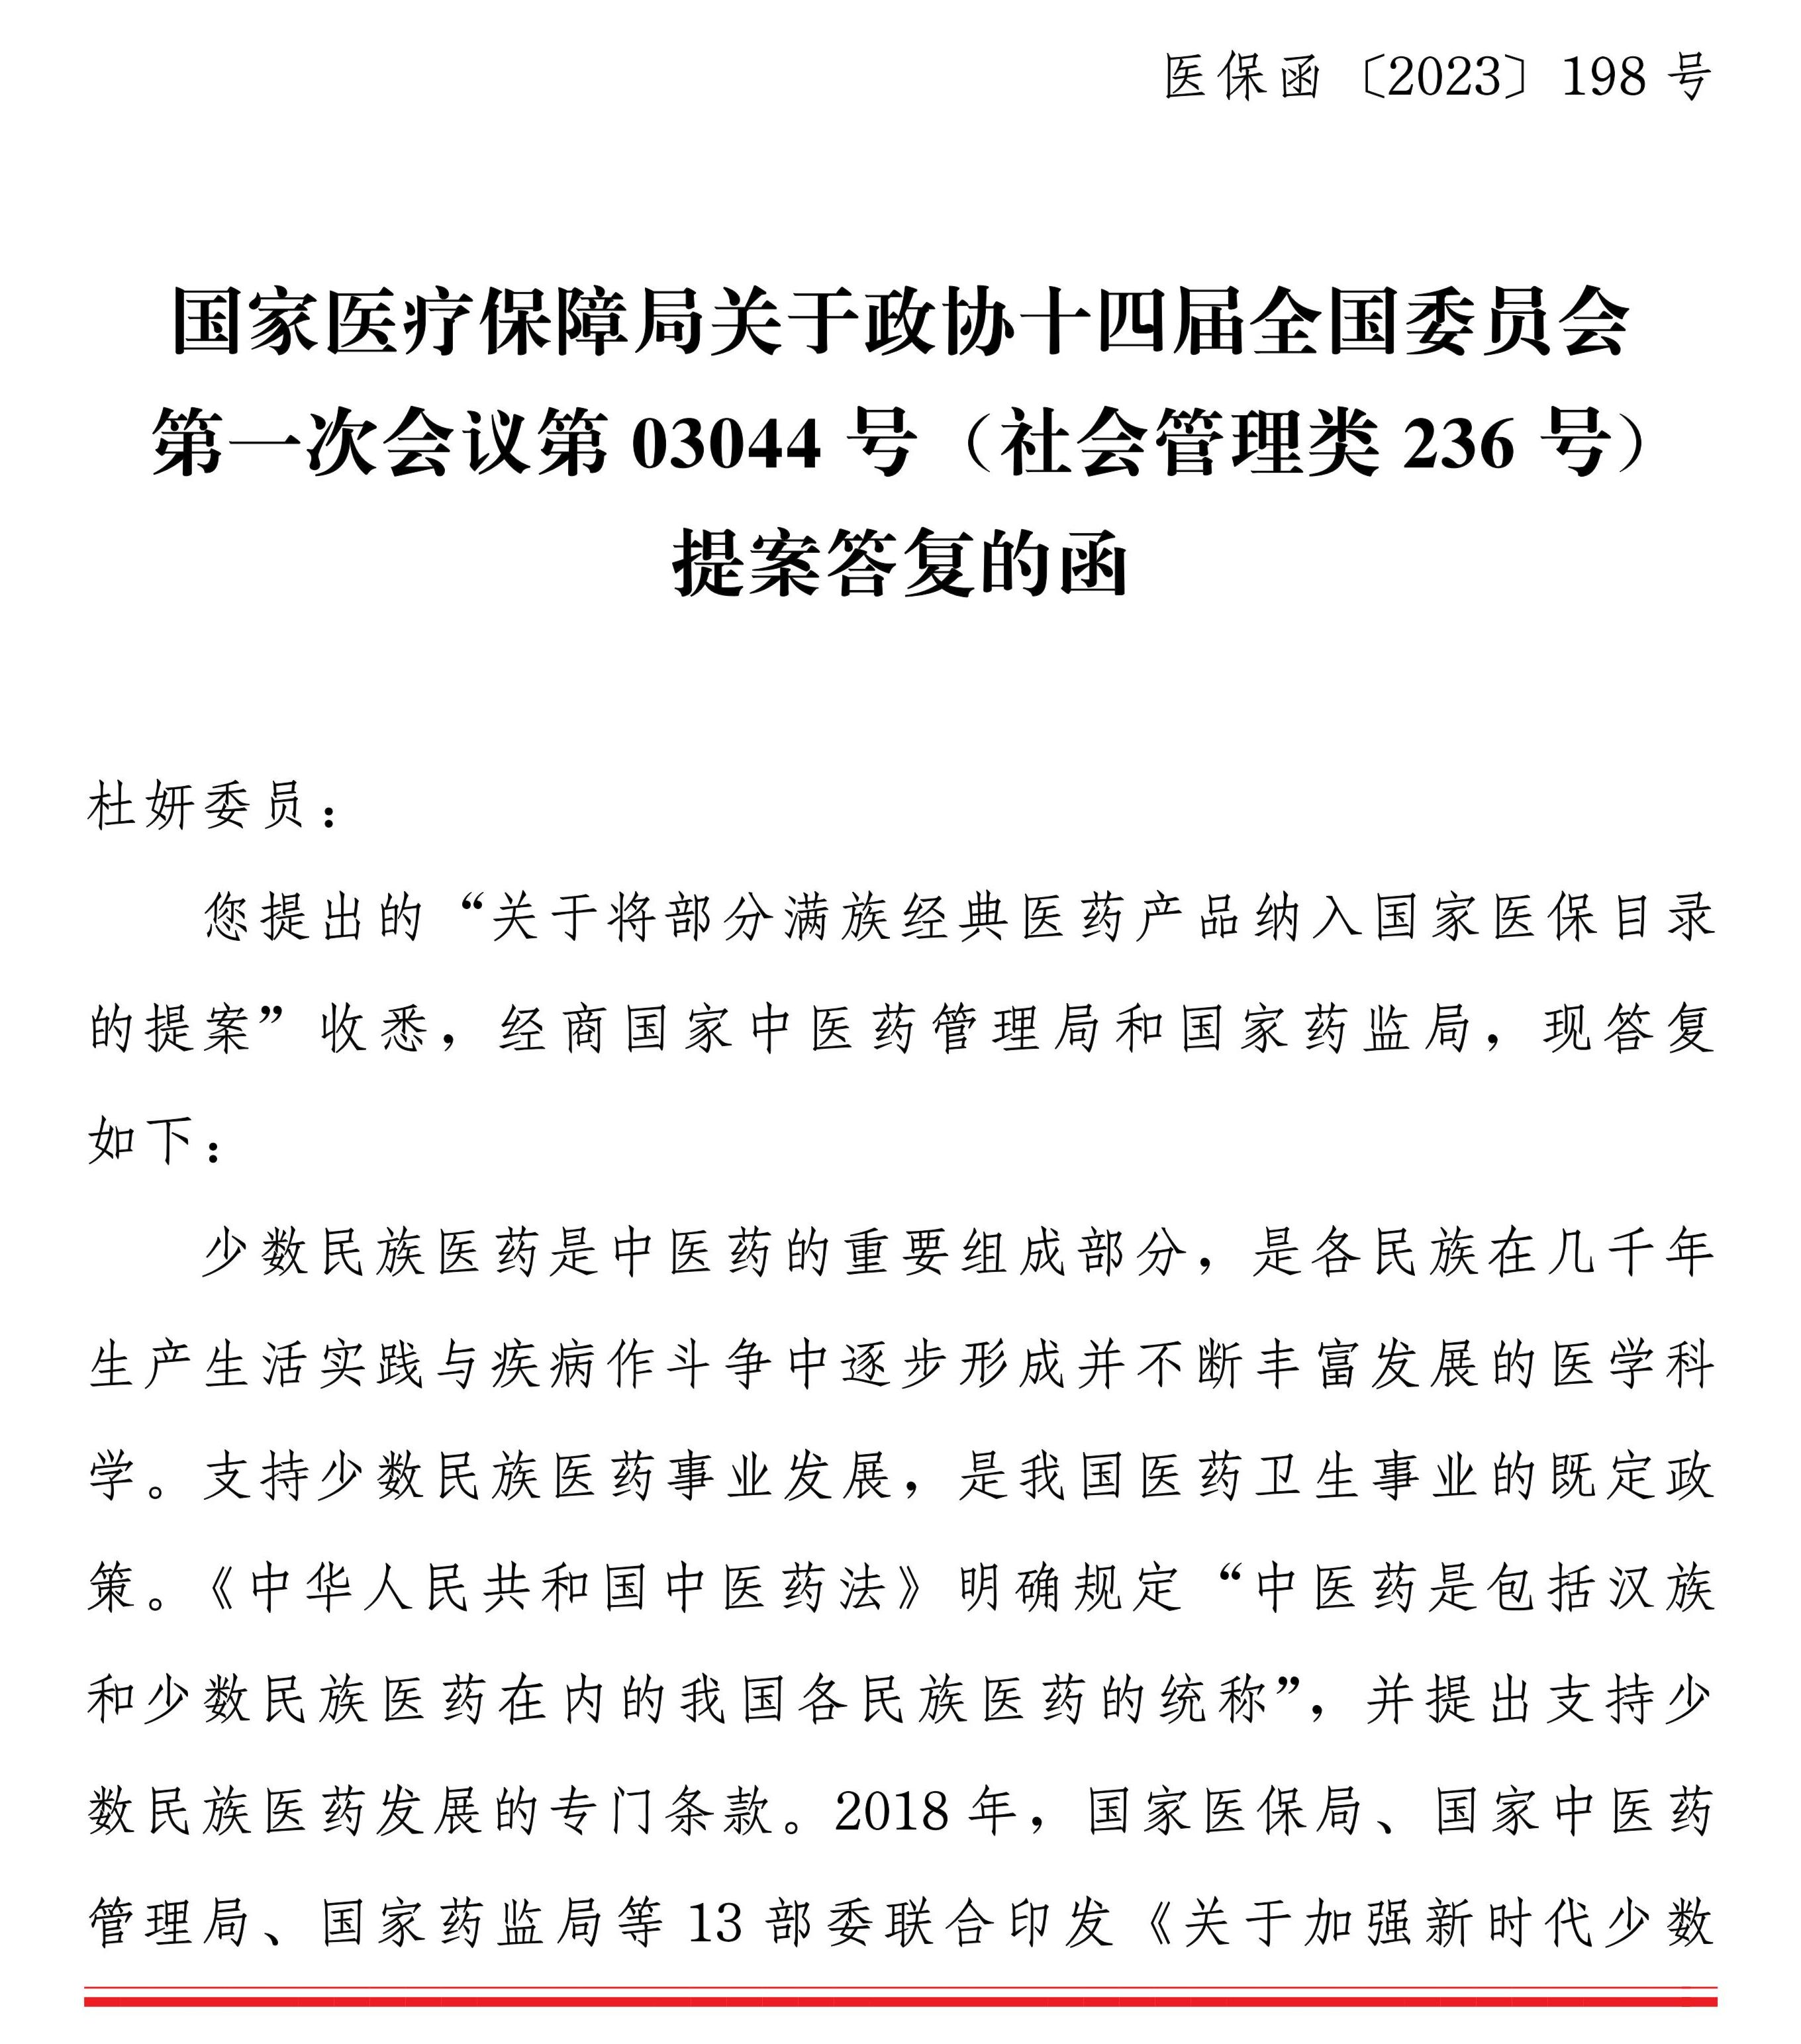 医保函〔2023〕198 号
国家医疗保障局关于政协十四届全国委员会
第一次会议第 03044 号（社会管理类 236 号）
提案答复的函
杜妍委员：
您提出的“关于将部分满族经典医药产品纳入国家医保目录
的提案”收悉，经商国家中医药管理局和国家药监局，现答复
如下：
少数民族医药是中医药的重要组成部分，是各民族在几千年
生产生活实践与疾病作斗争中逐步形成并不断丰富发展的医学科
学。支持少数民族医药事业发展，是我国医药卫生事业的既定政
策。《中华人民共和国中医药法》明确规定“中医药是包括汉族
和少数民族医药在内的我国各民族医药的统称”，并提出支持少
数民族医药发展的专门条款。2018 年，国家医保局、国家中医药
管理局、国家药监局等 13 部委联合印发《关于加强新时代少数